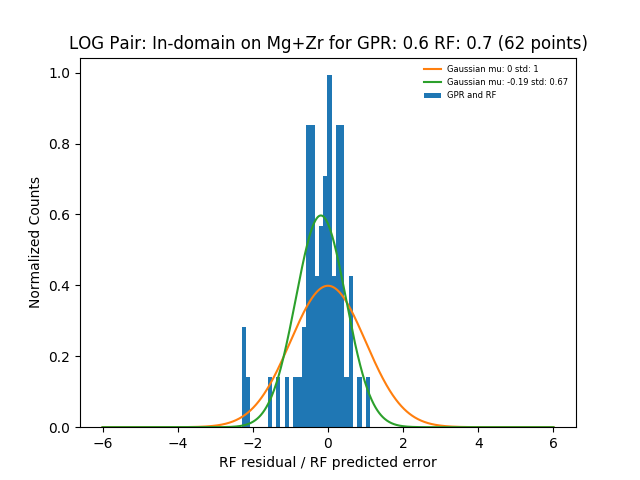 LOG Pair: In-domain on Mg+Zr for GPR: 0.6 RF: 0.7 (62 points)
Gaussian mu: 0 std: 1
Gaussian mu: -0.19 std: 0.67
GPR and RF
Normalized Counts
1.0
0.8
0.6
0.4
0.2
0.0
−6
−4
−2
0
2
4
6
RF residual / RF predicted error